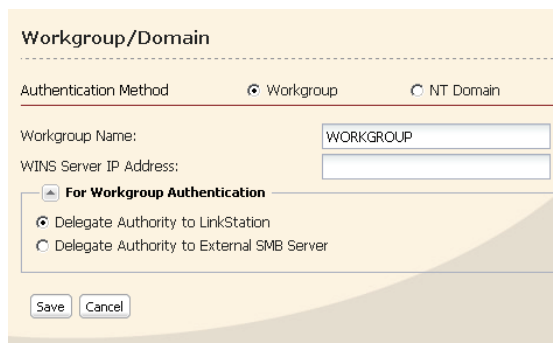 Workgroup/Domain
Authentication Method Workgroup NT Domain
Workgroup Name: WORKGROUP
WINS Server IP Address:
For Workgroup Authentication
Delegate Authority to LinkStation
Delegate Authority to External SMB Server
Save Cancel